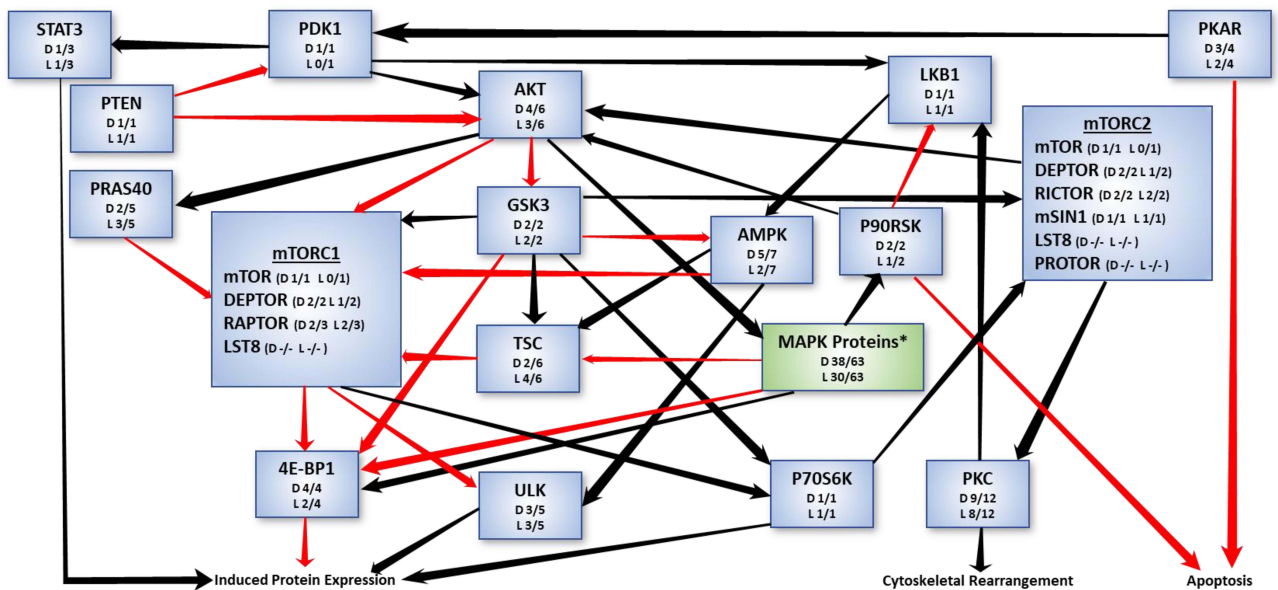 STAT3
D 1/3
L 1/3
PDK1
D 1/1
L 0/1
PKAR
D 3/4
L 2/4
PTEN
D 1/1
L 1/1
AKT
D 4/6
L 3/6
LKB1
D 1/1
L 1/1
mTORC2
mTOR (D 1/1 L 0/1)
DEPTOR (D 2/2 L 1/2)
RICTOR (D 2/2 L 2/2)
mSIN1 (D 1/1 L 1/1)
LST8 (D -/- L -/-)
PROTOR (D -/- L -/-)
PRAS40
D 2/5
L 3/5
GSK3
D 2/2
L 2/2
AMPK
D 5/7
L 2/7
P90RSK
D 2/2
L 1/2
mTORC1
mTOR (D 1/1 L 0/1)
DEPTOR (D 2/2 L 1/2)
RAPTOR (D 2/3 L 2/3)
LST8 (D -/- L -/-)
TSC
D 2/6
L 4/6
MAPK Proteins*
D 38/63
L 30/63
4E-BP1
D 4/4
L 2/4
ULK
D 3/5
L 3/5
P70S6K
D 1/1
L 1/1
PKC
D 9/12
L 8/12
Induced Protein Expression
Cytoskeletal Rearrangement
Apoptosis